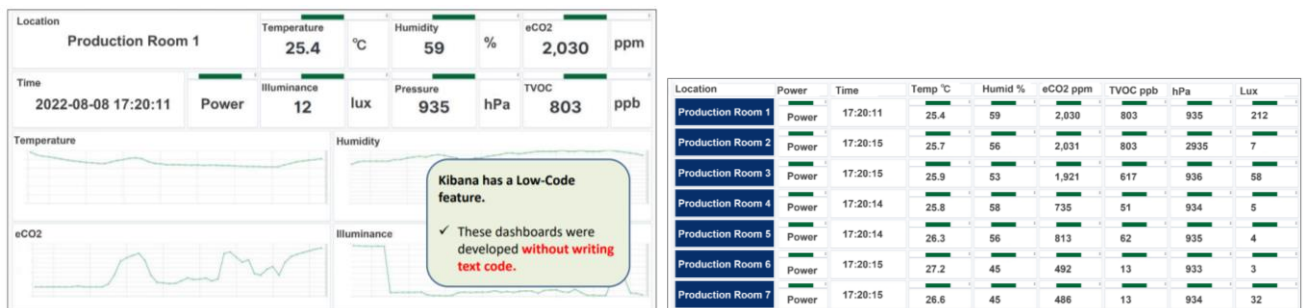 Location
Production Room 1
Temperature
25.4 °C
Humidity
59 %
eCO2
2,030 ppm
Time
2022-08-08 17:20:11
Power
Illuminance
12 lux
Pressure
935 hPa
TVOC
803 ppb
Temperature
Humidity
Kibana has a Low-Code
feature.
✓ These dashboards were
developed without writing
text code.
eCO2
Illuminance
Location Power Time Temp °C Humid % eCO2 ppm TVOC ppb hPa Lux
Production Room 1 Power 17:20:11 25.4 59 2,030 803 935 212
Production Room 2 Power 17:20:15 25.7 56 2,031 803 2935 7
Production Room 3 Power 17:20:15 25.9 53 1,921 617 936 58
Production Room 4 Power 17:20:14 25.8 58 735 51 934 5
Production Room 5 Power 17:20:14 26.3 56 813 62 935 4
Production Room 6 Power 17:20:15 27.2 45 492 13 933 3
Production Room 7 Power 17:20:15 26.6 45 486 13 934 32